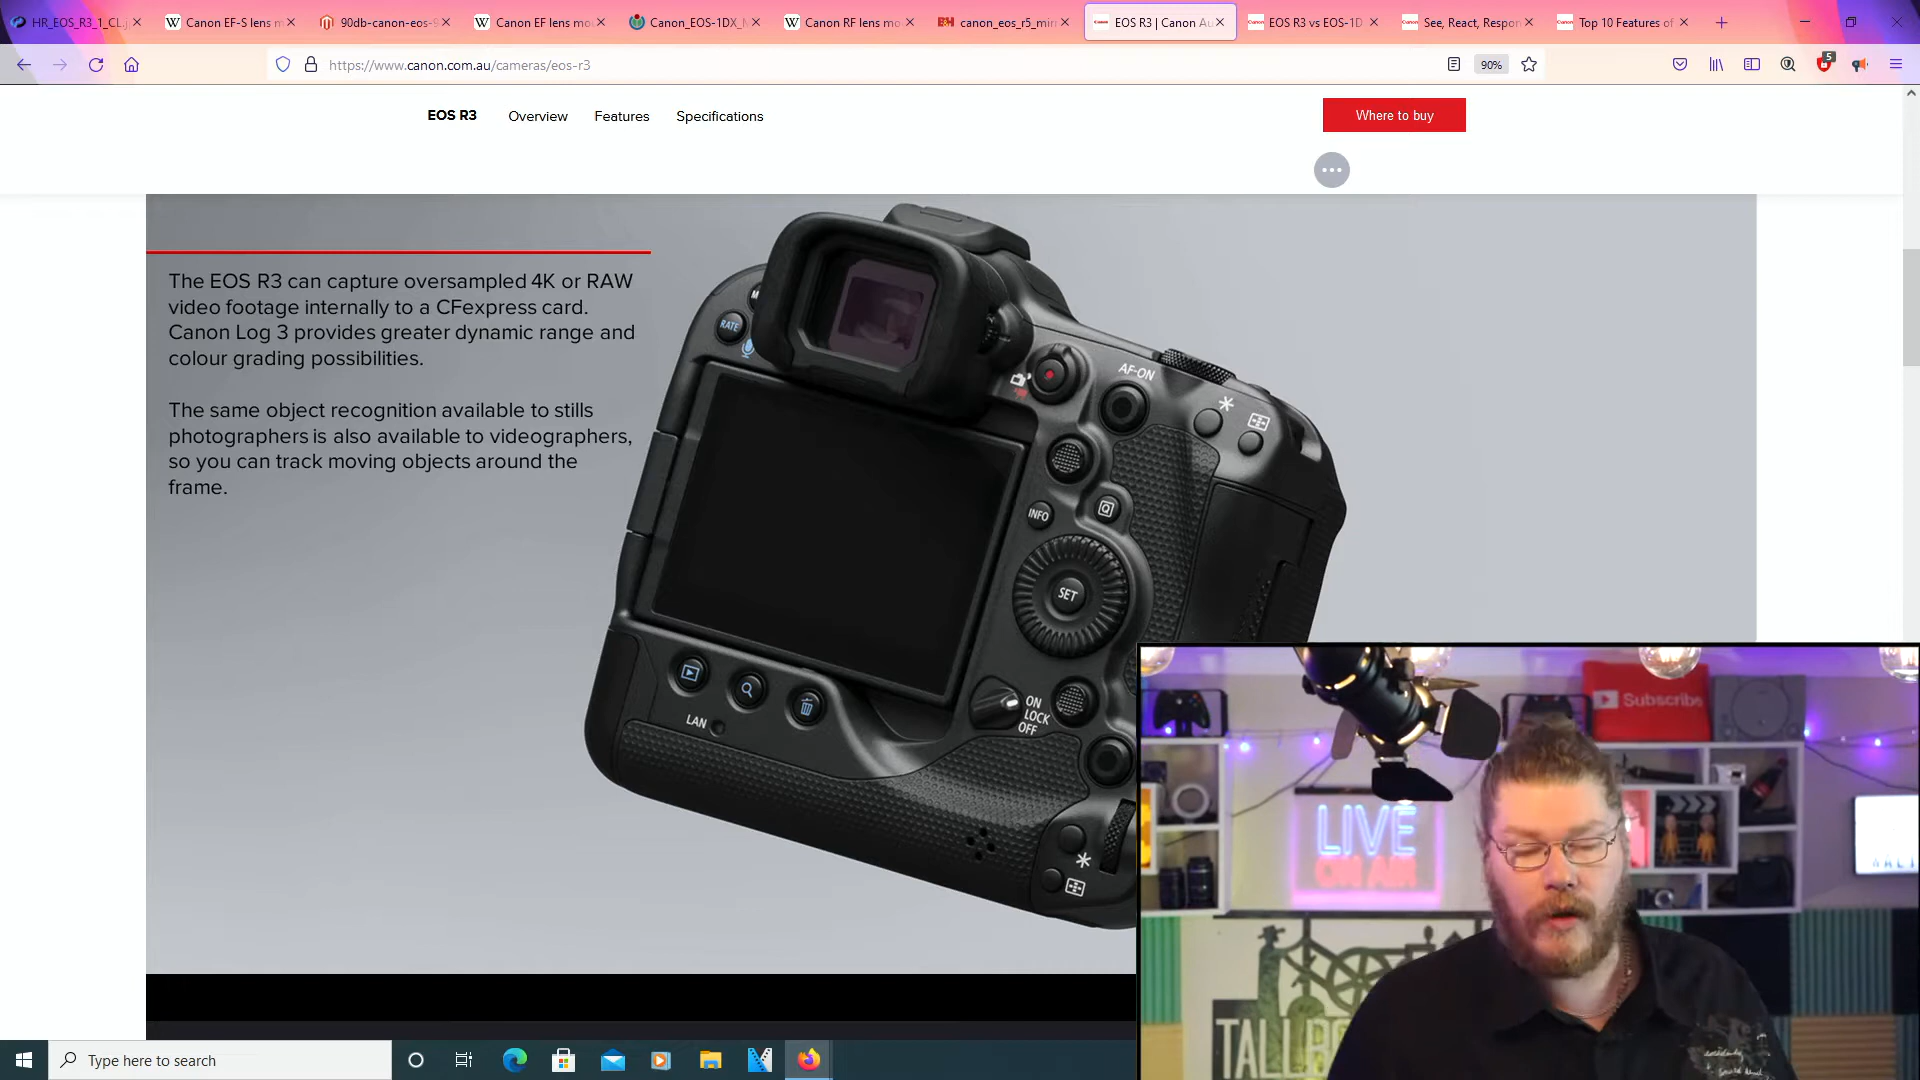 HR_EOS_R3_1_CL.j
Canon EF-S lens m
90db-canon-eos-
Canon EF lens mo
Canon_EOS-1DX_
Canon RF lens mo
canon_eos_r5_mir
EOS R3 | Canon Au
EOS R3 vs EOS-1D
See, React, Respon
Top 10 Features of
https://www.canon.com.au/cameras/eos-r3
90%
5
EOS R3
Overview
Features
Specifications
Where to buy
The EOS R3 can capture oversampled 4K or RAW
video footage internally to a CFexpress card.
Canon Log 3 provides greater dynamic range and
colour grading possibilities.
The same object recognition available to stills
photographers is also available to videographers,
so you can track moving objects around the
frame.
M
RATE
AF-ON
INFO
Q
SET
LAN
ON
LOCK
OFF
Subscribe
LIVE
ON AIR
Type here to search